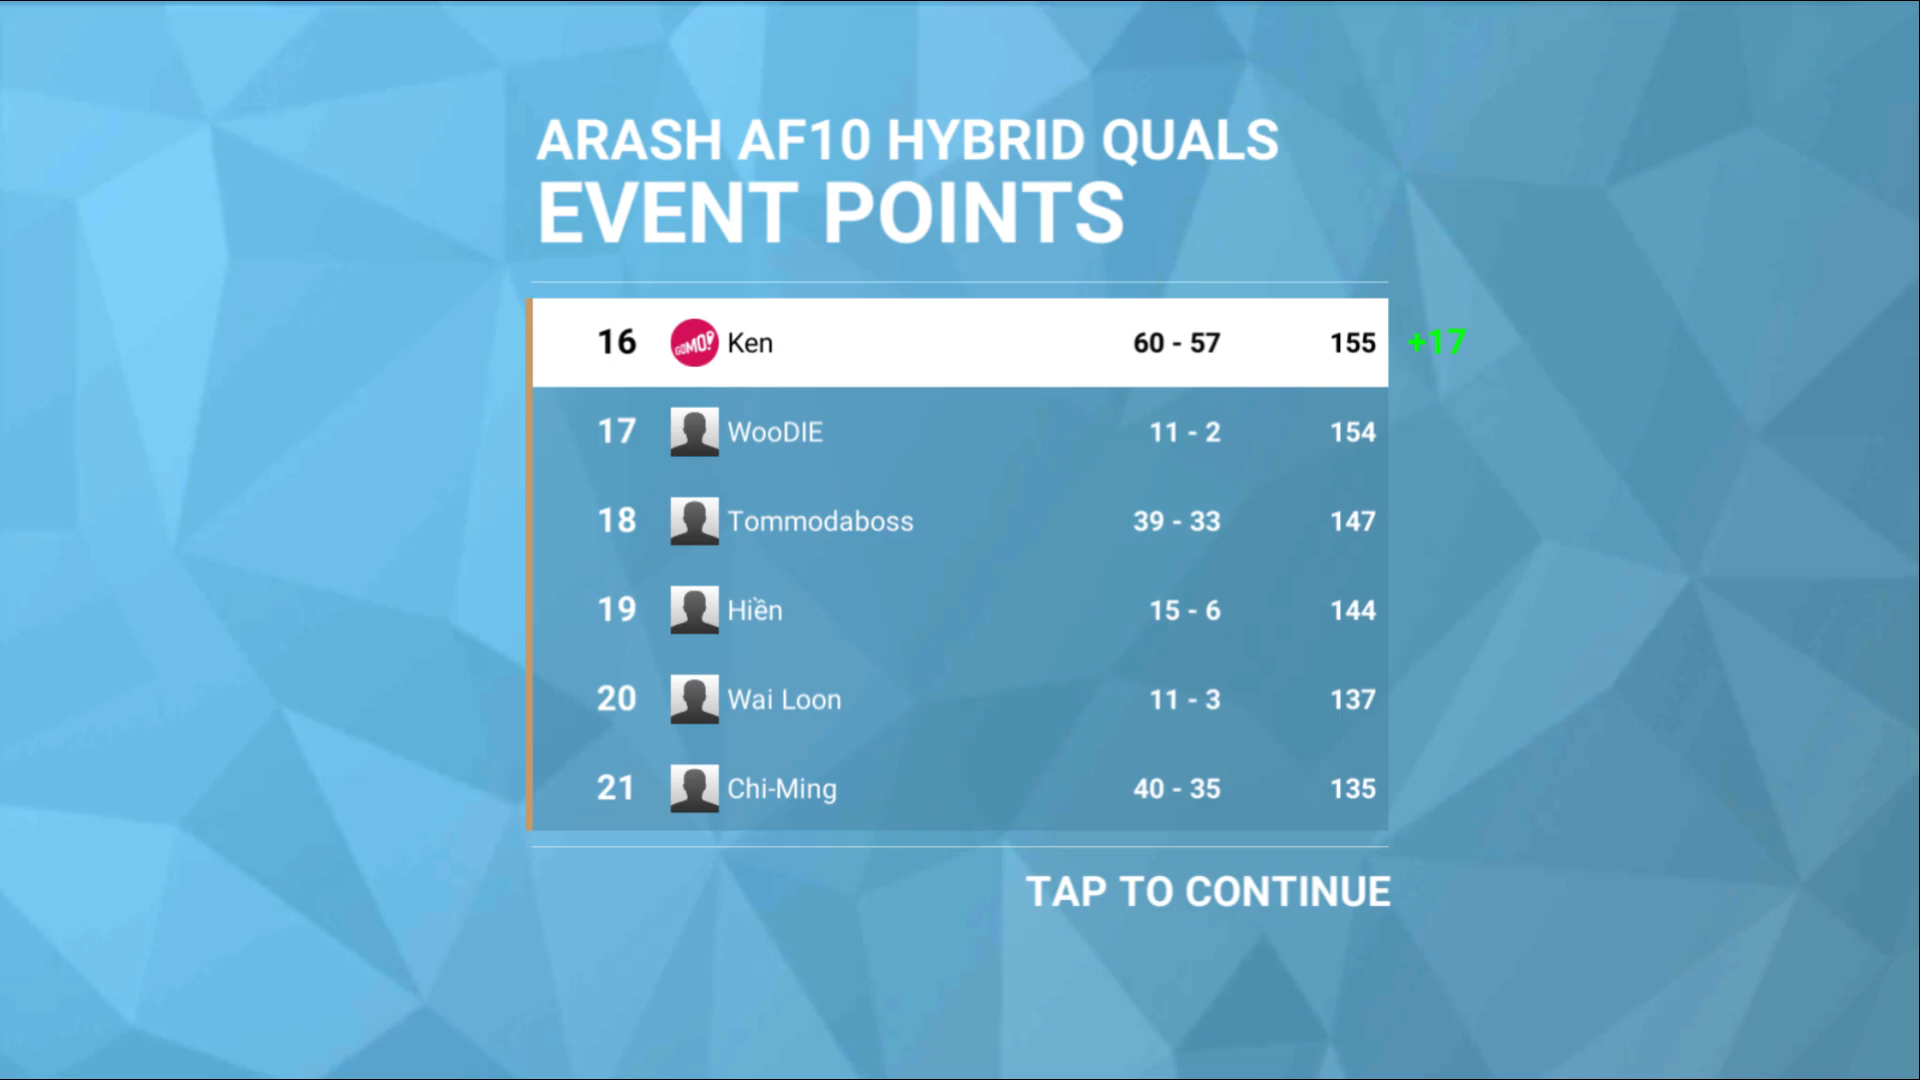 ARASH AF10 HYBRID QUALS
EVENT POINTS
16 GOMO! Ken 60 - 57 155 +17
17 WooDIE 11 - 2 154
18 Tommodaboss 39 - 33 147
19 Hiền 15 - 6 144
20 Wai Loon 11 - 3 137
21 Chi-Ming 40 - 35 135
TAP TO CONTINUE